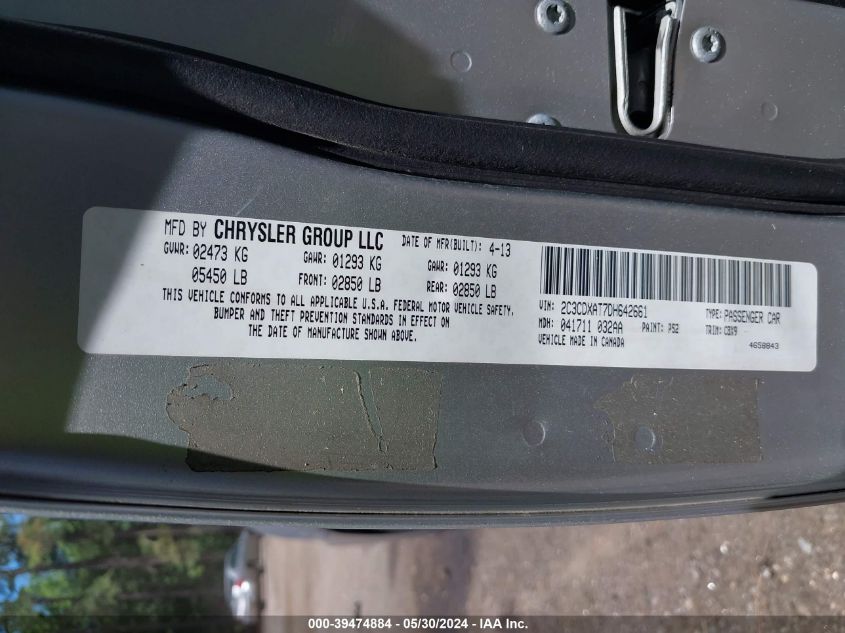 MFD BY CHRYSLER GROUP LLC DATE OF MFR(BUILT): 4-13
GVWR: 02473 KG GAWR: 01293 KG GAWR: 01293 KG
05450 LB FRONT: 02850 LB REAR: 02850 LB
THIS VEHICLE CONFORMS TO ALL APPLICABLE U.S.A. FEDERAL MOTOR VEHICLE SAFETY,
BUMPER AND THEFT PREVENTION STANDARDS IN EFFECT ON
THE DATE OF MANUFACTURE SHOWN ABOVE.
VIN: 2C3CDXAT7DH642661 TYPE: PASSENGER CAR
MDH: 041711 032AA PAINT: PS2 TRIM: CBX9
VEHICLE MADE IN CANADA 4658843
000-39474884 / 05/30/2024 - IAA Inc.